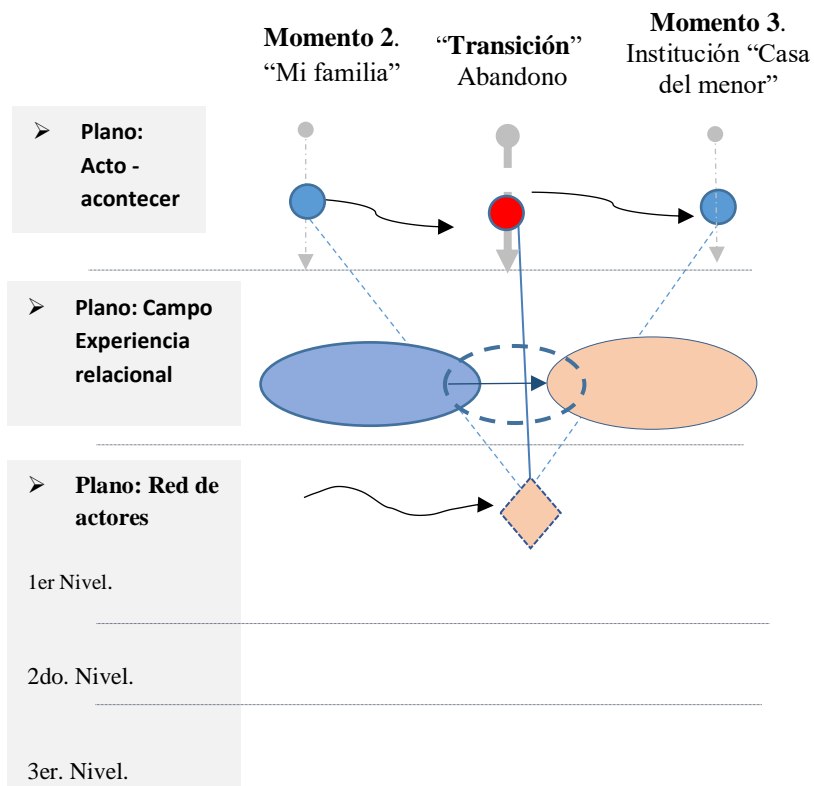 Momento 2.
“Mi familia”
“Transición”
Abandono
Momento 3.
Institución “Casa
del menor”
➢ Plano:
Acto -
acontecer
➢ Plano: Campo
Experiencia
relacional
➢ Plano: Red de
actores
1er Nivel.
2do. Nivel.
3er. Nivel.